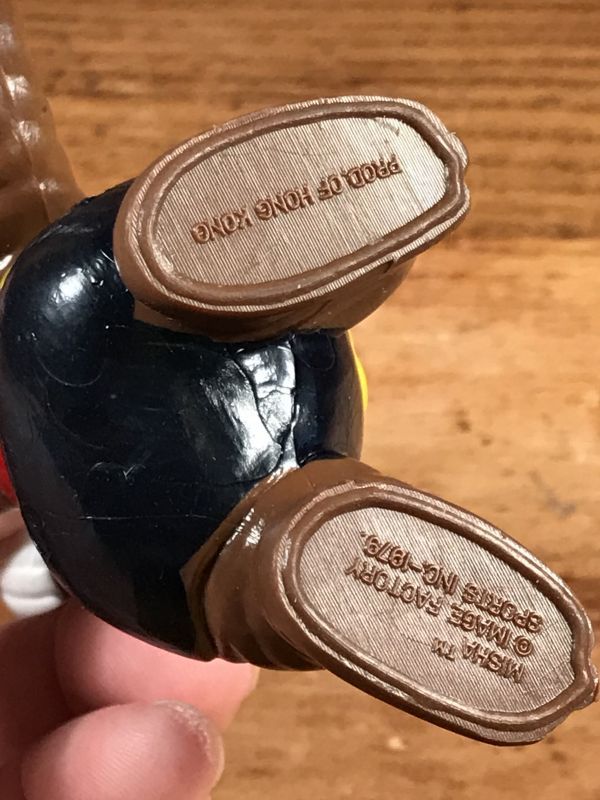 PROD. OF HONG KONG
MISHA ™
© IMAGE FACTORY
SPORTS INC.-1979.